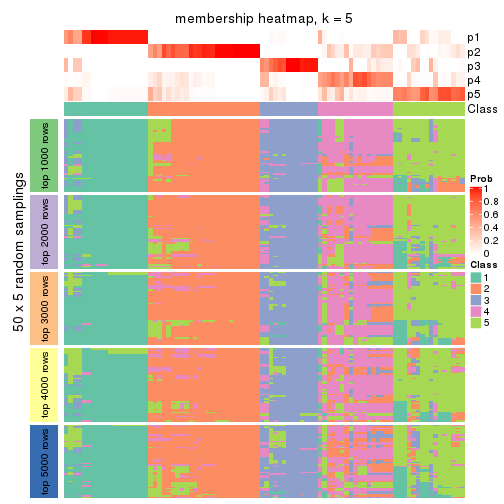 membership heatmap, k = 5
p1
p2
p3
p4
p5
Class
50 x 5 random samplings
top 1000 rows
top 2000 rows
top 3000 rows
top 4000 rows
top 5000 rows
Prob
1
0.8
0.6
0.4
0.2
0
Class
1
2
3
4
5